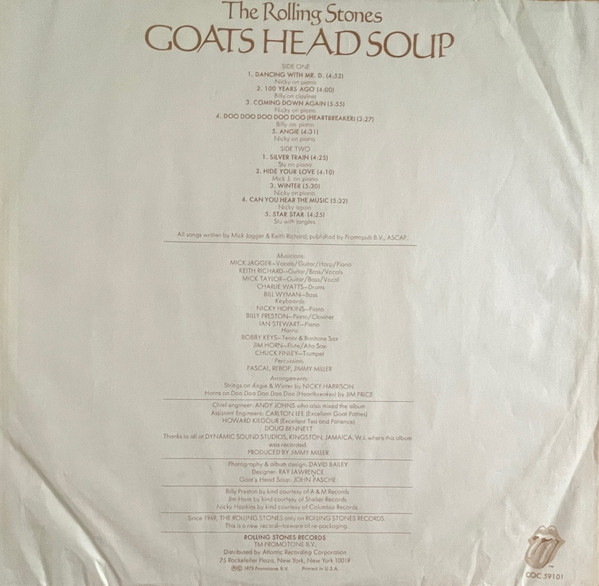 The Rolling Stones
GOATS HEAD SOUP
SIDE ONE
1. DANCING WITH MR. D. (4:52)
Nicky on piano
2. 100 YEARS AGO (4:00)
Billy on clavinet
3. COMING DOWN AGAIN (5:55)
Nicky on piano
4. DOO DOO DOO DOO DOO (HEARTBREAKER) (3:27)
Billy on piano
5. ANGIE (4:31)
Nicky on piano
SIDE TWO
1. SILVER TRAIN (4:25)
Stu on piano
2. HIDE YOUR LOVE (4:10)
Mick J. on piano
3. WINTER (5:30)
Nicky on piano
4. CAN YOU HEAR THE MUSIC (5:32)
Nicky again
5. STAR STAR (4:25)
Stu with jangles
All songs written by Mick Jagger & Keith Richard, published by Promopub B.V., ASCAP.
Musicians:
MICK JAGGER—Vocals/Guitar/Harp/Piano
KEITH RICHARD—Guitar/Bass/Vocals
MICK TAYLOR—Guitar/Bass/Vocal
CHARLIE WATTS—Drums
BILL WYMAN—Bass
Keyboards:
NICKY HOPKINS—Piano
BILLY PRESTON—Piano/Clavinet
IAN STEWART—Piano
Horns:
BOBBY KEYS—Tenor & Baritone Sax
JIM HORN—Flute/Alto Sax
CHUCK FINLEY—Trumpet
Percussion:
PASCAL, REBOP, JIMMY MILLER
Arrangements:
Strings on Angie & Winter by NICKY HARRISON
Horns on Doo Doo Doo Doo Doo (Heartbreaker) by JIM PRICE
Chief engineer: ANDY JOHNS who also mixed the album
Assistant Engineers: CARLTON LEE (Excellent Goat Patties)
HOWARD KILGOUR (Excellent Tea and Patience)
DOUG BENNETT
Thanks to all at DYNAMIC SOUND STUDIOS, KINGSTON, JAMAICA, W.I. where this album
was recorded.
PRODUCED BY JIMMY MILLER
Photography & album design: DAVID BAILEY
Designer: RAY LAWRENCE
Goat's Head Soup: JOHN PASCHE
Billy Preston by kind courtesy of A & M Records
Jim Horn by kind courtesy of Shelter Records
Nicky Hopkins by kind courtesy of Columbia Records
Since 1969, THE ROLLING STONES only on ROLLING STONES RECORDS.
This is a new record—beware of re-packaging.
ROLLING STONES RECORDS
TM PROMOTONE B.V.
Distributed by Atlantic Recording Corporation
75 Rockefeller Plaza, New York, New York 10019
Ⓟ© 1973 Promotone B.V. Printed in U.S.A.
COC 59101